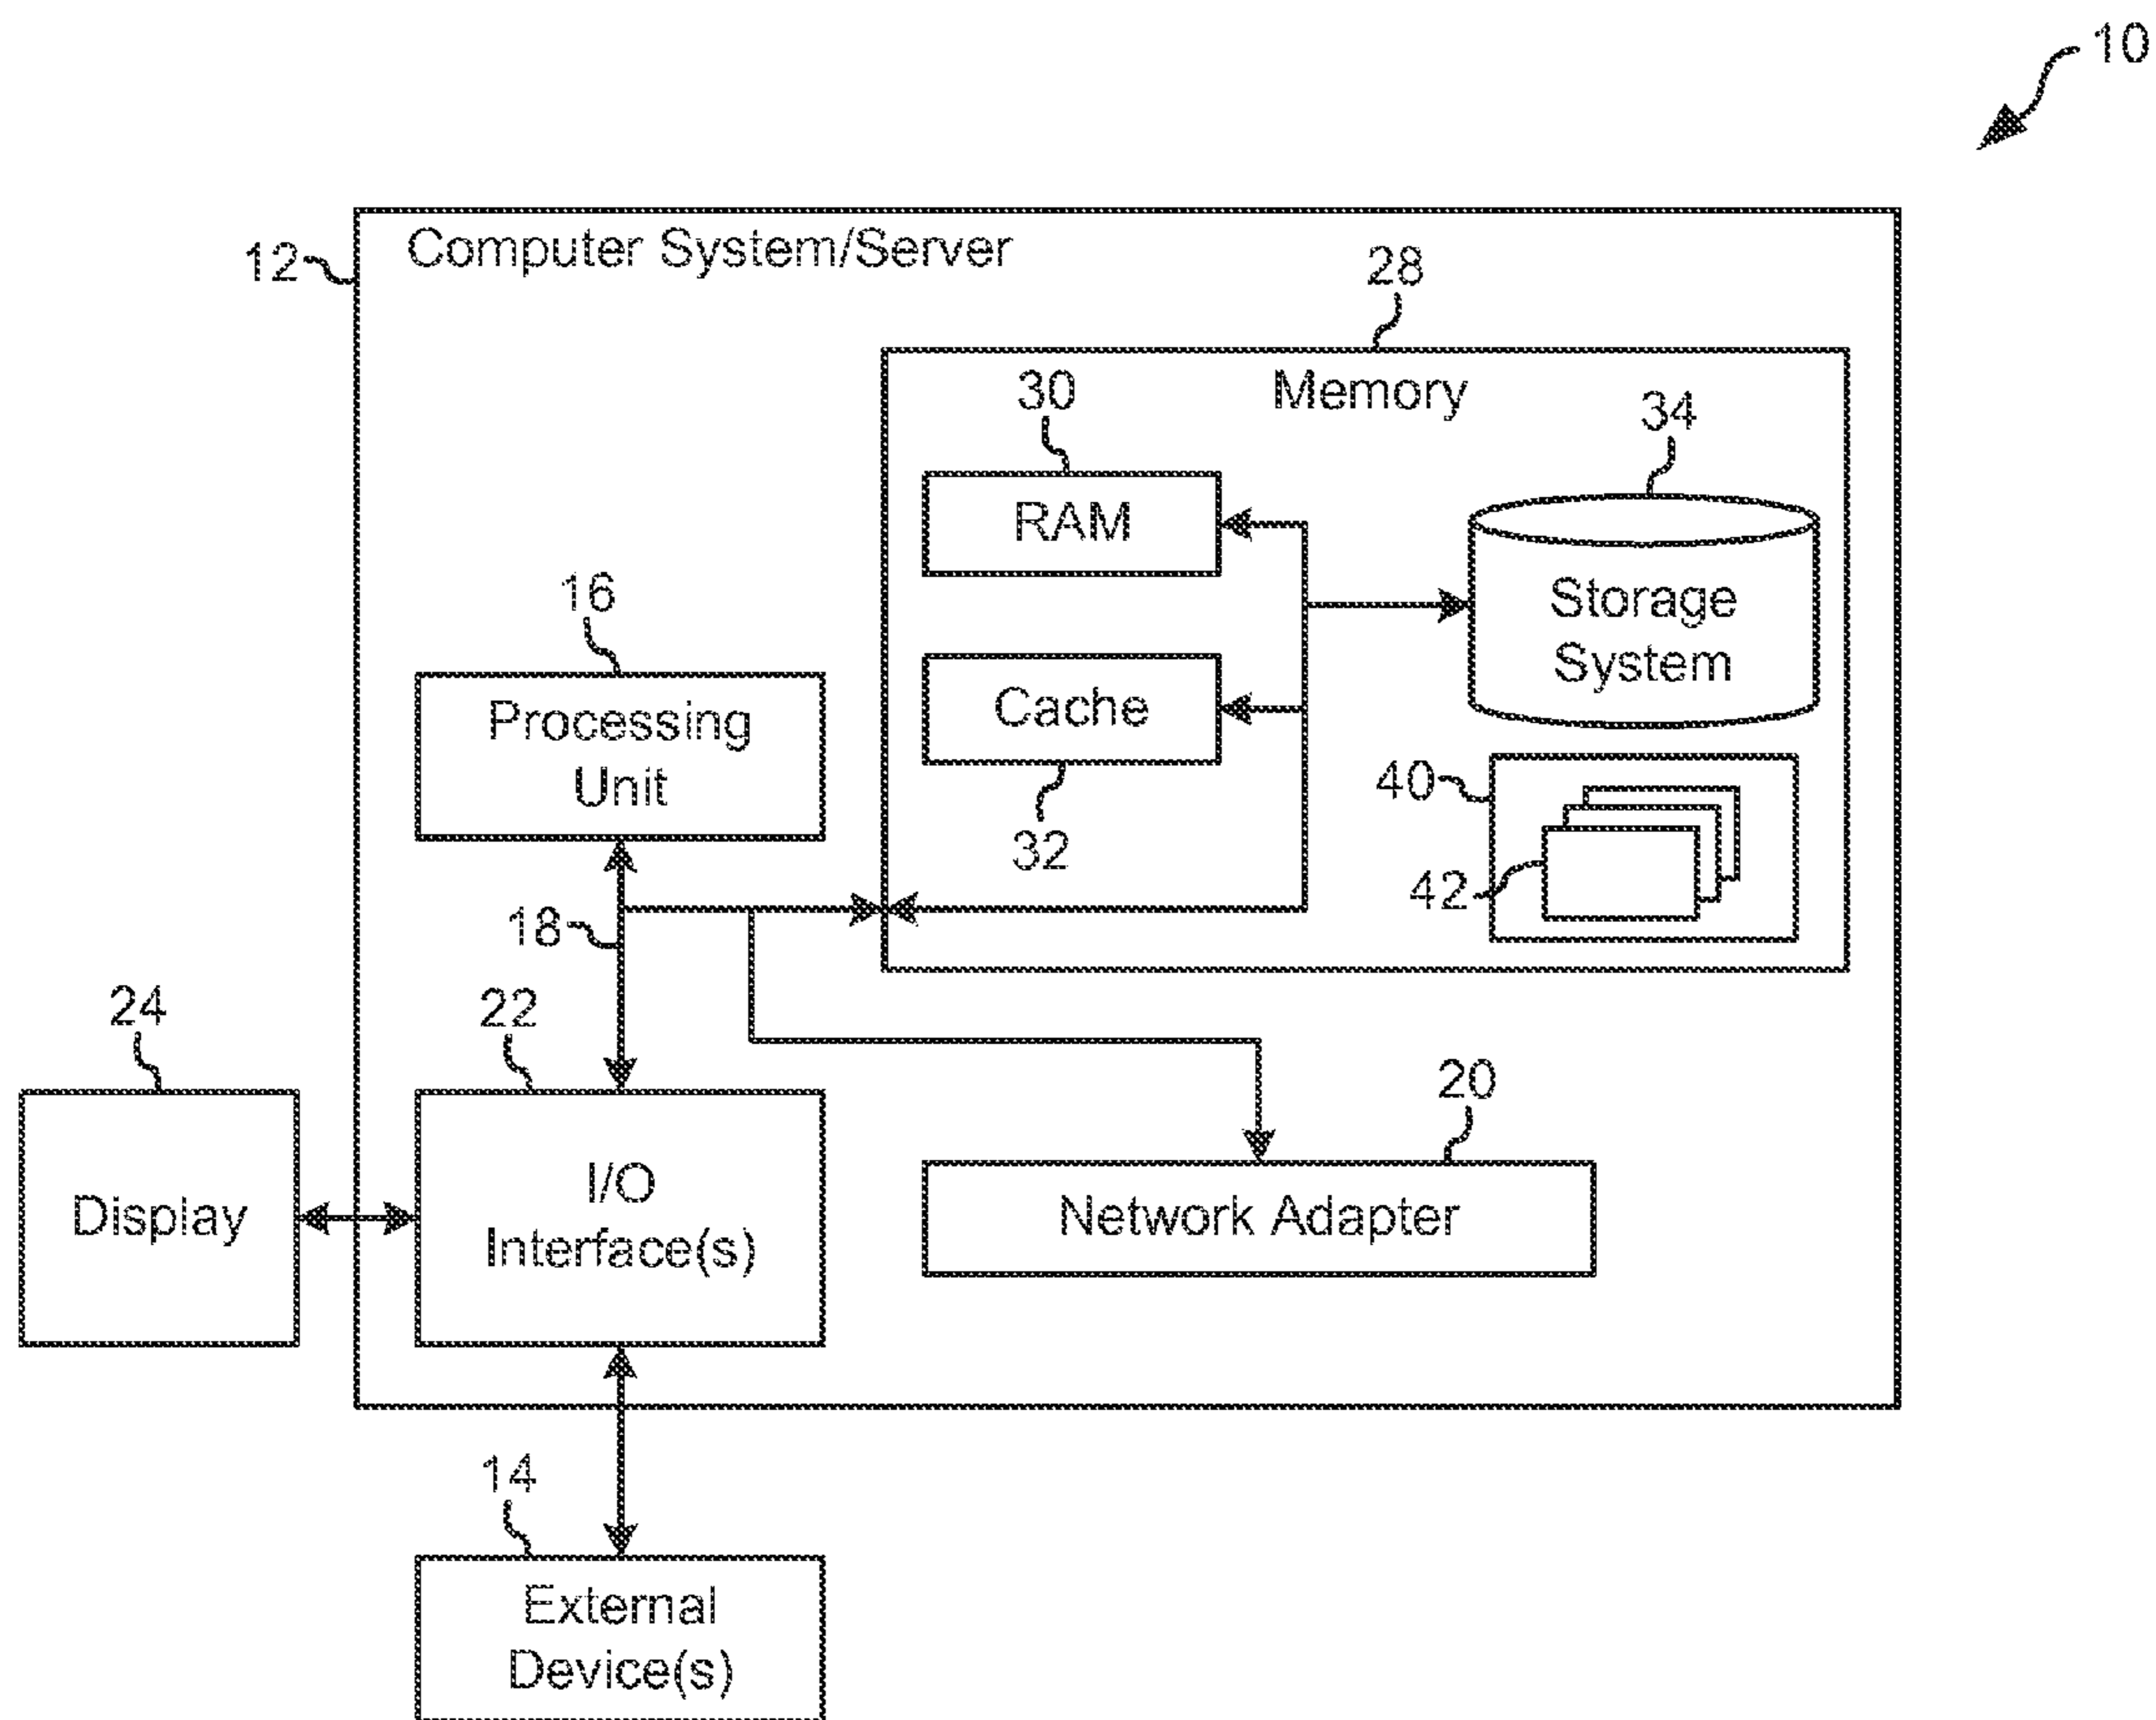 10
12
Computer System/Server
28
Memory
30
34
RAM
Storage
System
16
Processing
Unit
Cache
32
40
42
18
24
22
20
Display
I/O
Interface(s)
Network Adapter
14
External
Device(s)